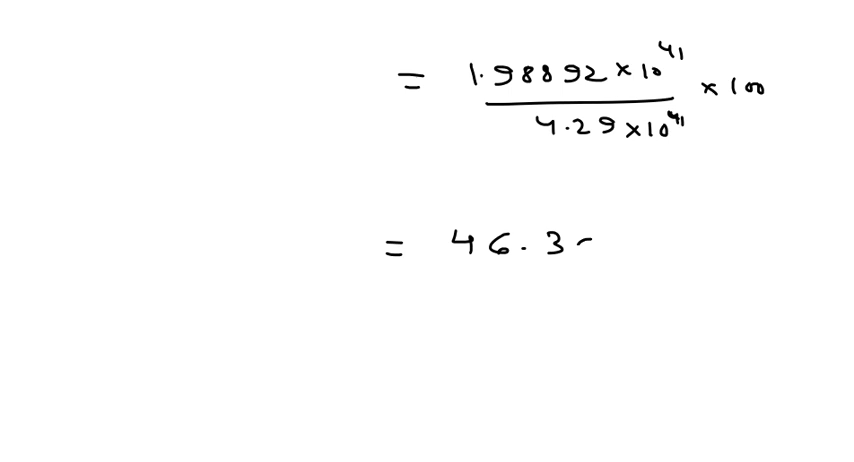 = 1.98892 × 10^41 / 4.29 × 10^41 × 100
= 46.3